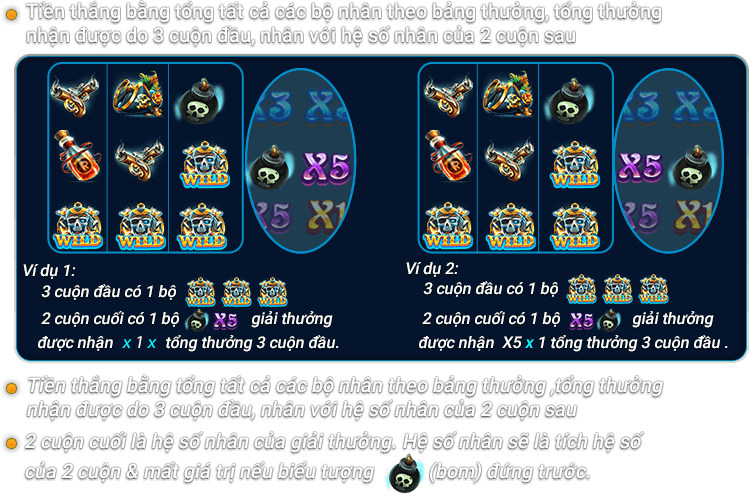 Tiền thắng bằng tổng tất cả các bộ nhân theo bảng thưởng, tổng thưởng
nhận được do 3 cuộn đầu, nhân với hệ số nhân của 2 cuộn sau
X3 X5 X3 X5
R R
WILD X5 WILD X5
WILD WILD WILD X5 X1 WILD WILD WILD X5 X1
Ví dụ 1:
3 cuộn đầu có 1 bộ WILD WILD WILD
2 cuộn cuối có 1 bộ X5 giải thưởng
được nhận x 1 x tổng thưởng 3 cuộn đầu.
Ví dụ 2:
3 cuộn đầu có 1 bộ WILD WILD WILD
2 cuộn cuối có 1 bộ X5 giải thưởng
được nhận X5 x 1 tổng thưởng 3 cuộn đầu .
Tiền thắng bằng tổng tất cả các bộ nhân theo bảng thưởng ,tổng thưởng
nhận được do 3 cuộn đầu, nhân với hệ số nhân của 2 cuộn sau
2 cuộn cuối là hệ số nhân của giải thưởng. Hệ số nhân sẽ là tích hệ số
của 2 cuộn & mất giá trị nếu biểu tượng (bom) đứng trước.